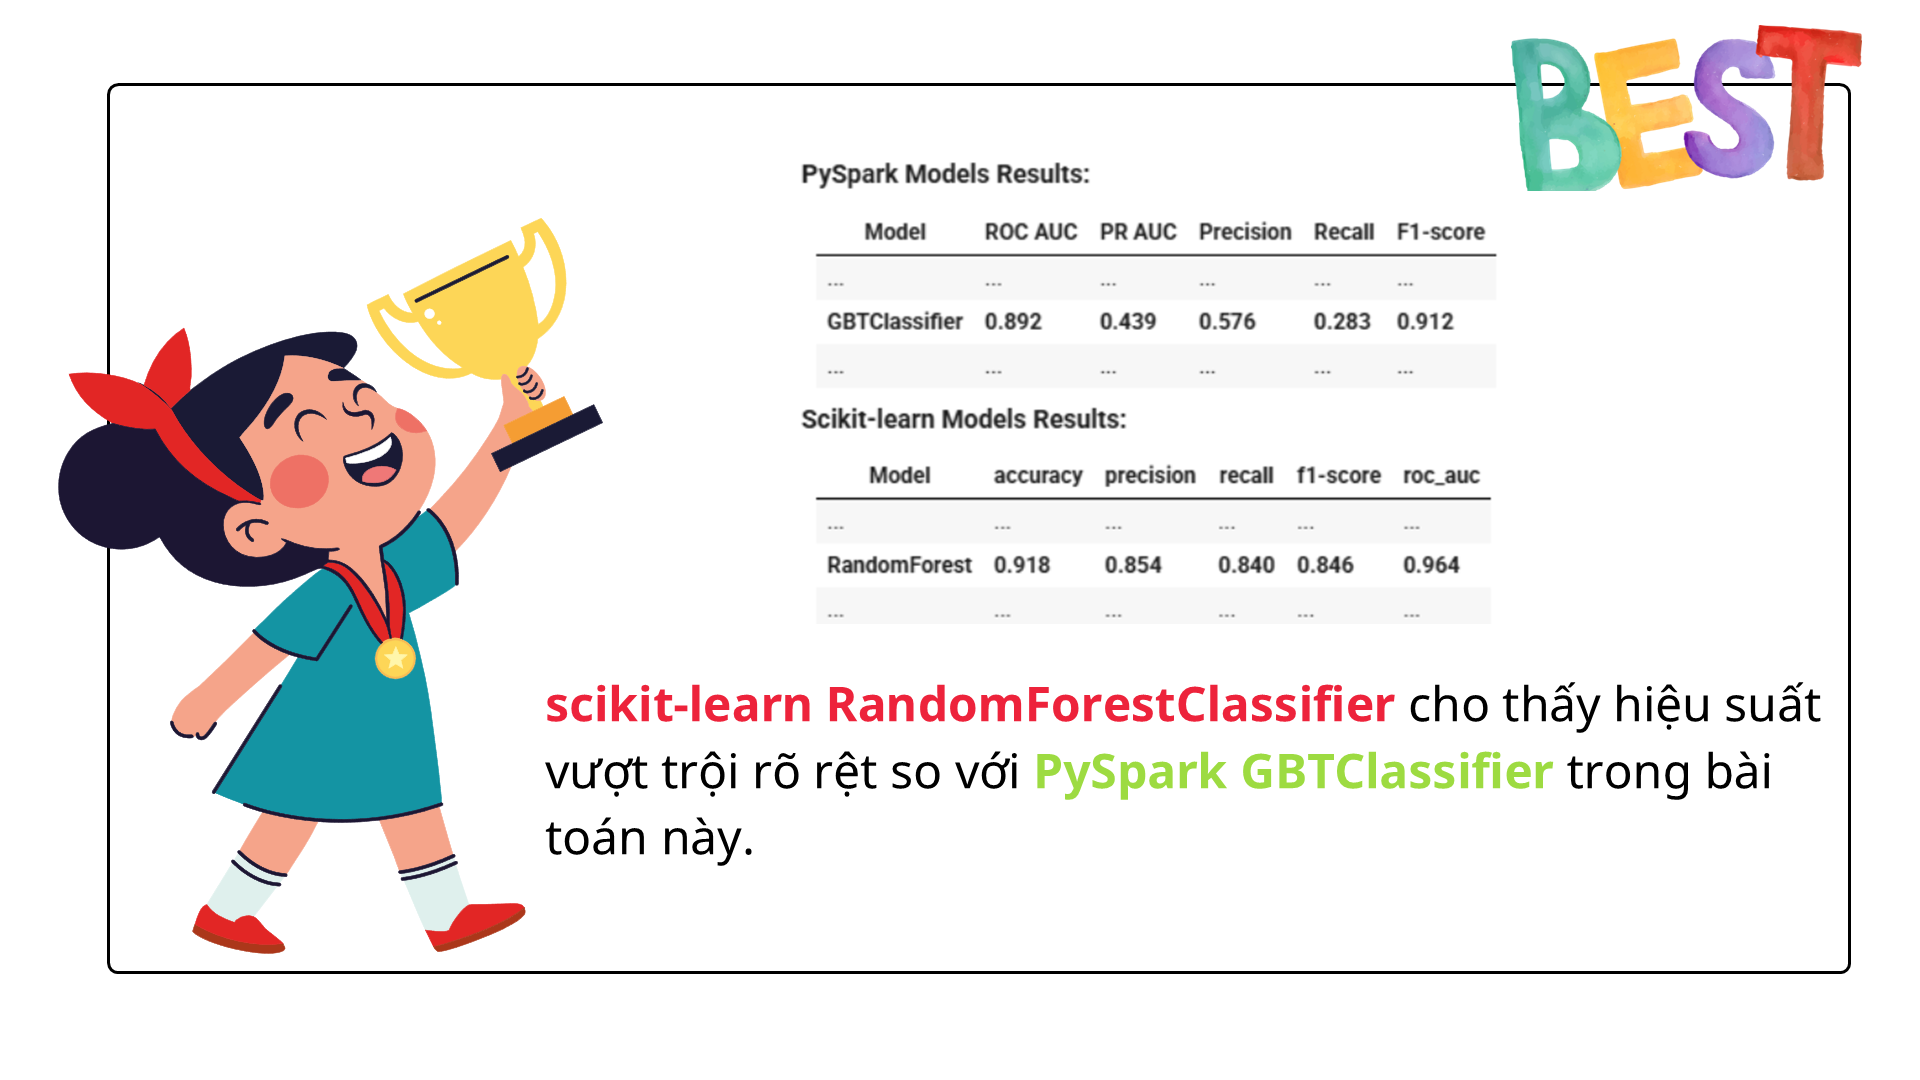 BEST
PySpark Models Results:
Model ROC AUC PR AUC Precision Recall F1-score
... ... ... ... ... ...
GBTClassifier 0.892 0.439 0.576 0.283 0.912
... ... ... ... ... ...
Scikit-learn Models Results:
Model accuracy precision recall f1-score roc_auc
... ... ... ... ... ...
RandomForest 0.918 0.854 0.840 0.846 0.964
... ... ... ... ... ...
scikit-learn RandomForestClassifier cho thấy hiệu suất
vượt trội rõ rệt so với PySpark GBTClassifier trong bài
toán này.